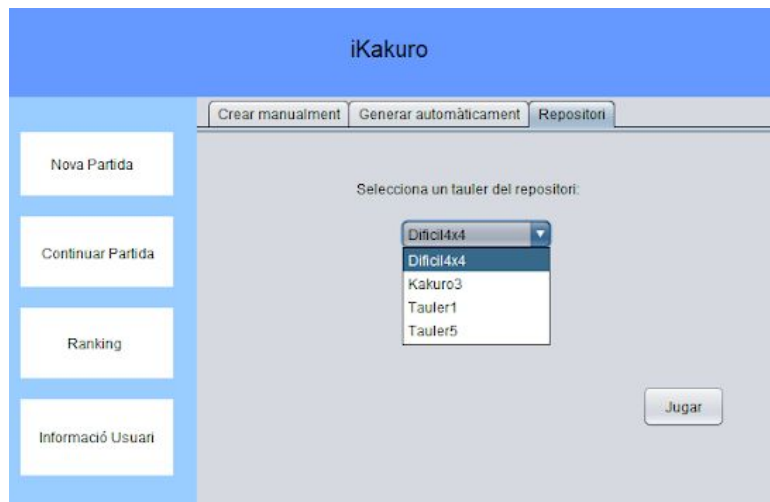 iKakuro
Crear manualment
Generar automàticament
Repositori
Nova Partida
Continuar Partida
Ranking
Informació Usuari
Selecciona un tauler del repositori:
Dificil4x4
Dificil4x4
Kakuro3
Tauler1
Tauler5
Jugar